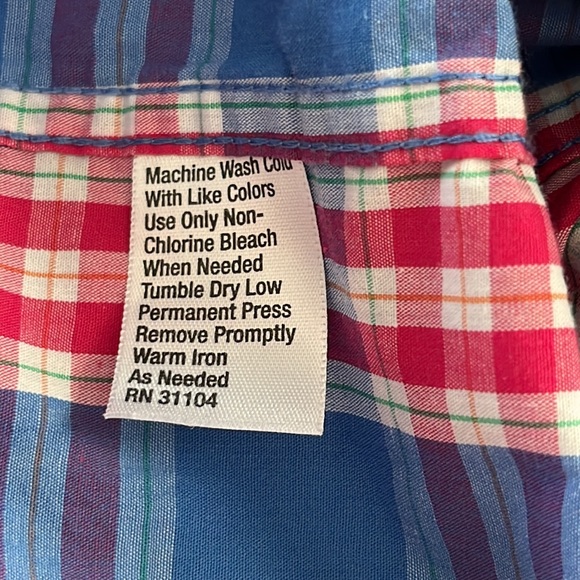 Machine Wash Cold
With Like Colors
Use Only Non-
Chlorine Bleach
When Needed
Tumble Dry Low
Permanent Press
Remove Promptly
Warm Iron
As Needed
RN 31104